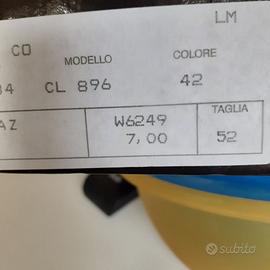 LM
CO MODELLO COLORE
34 CL 896 42
AZ W6249 TAGLIA
7,00 52
subito